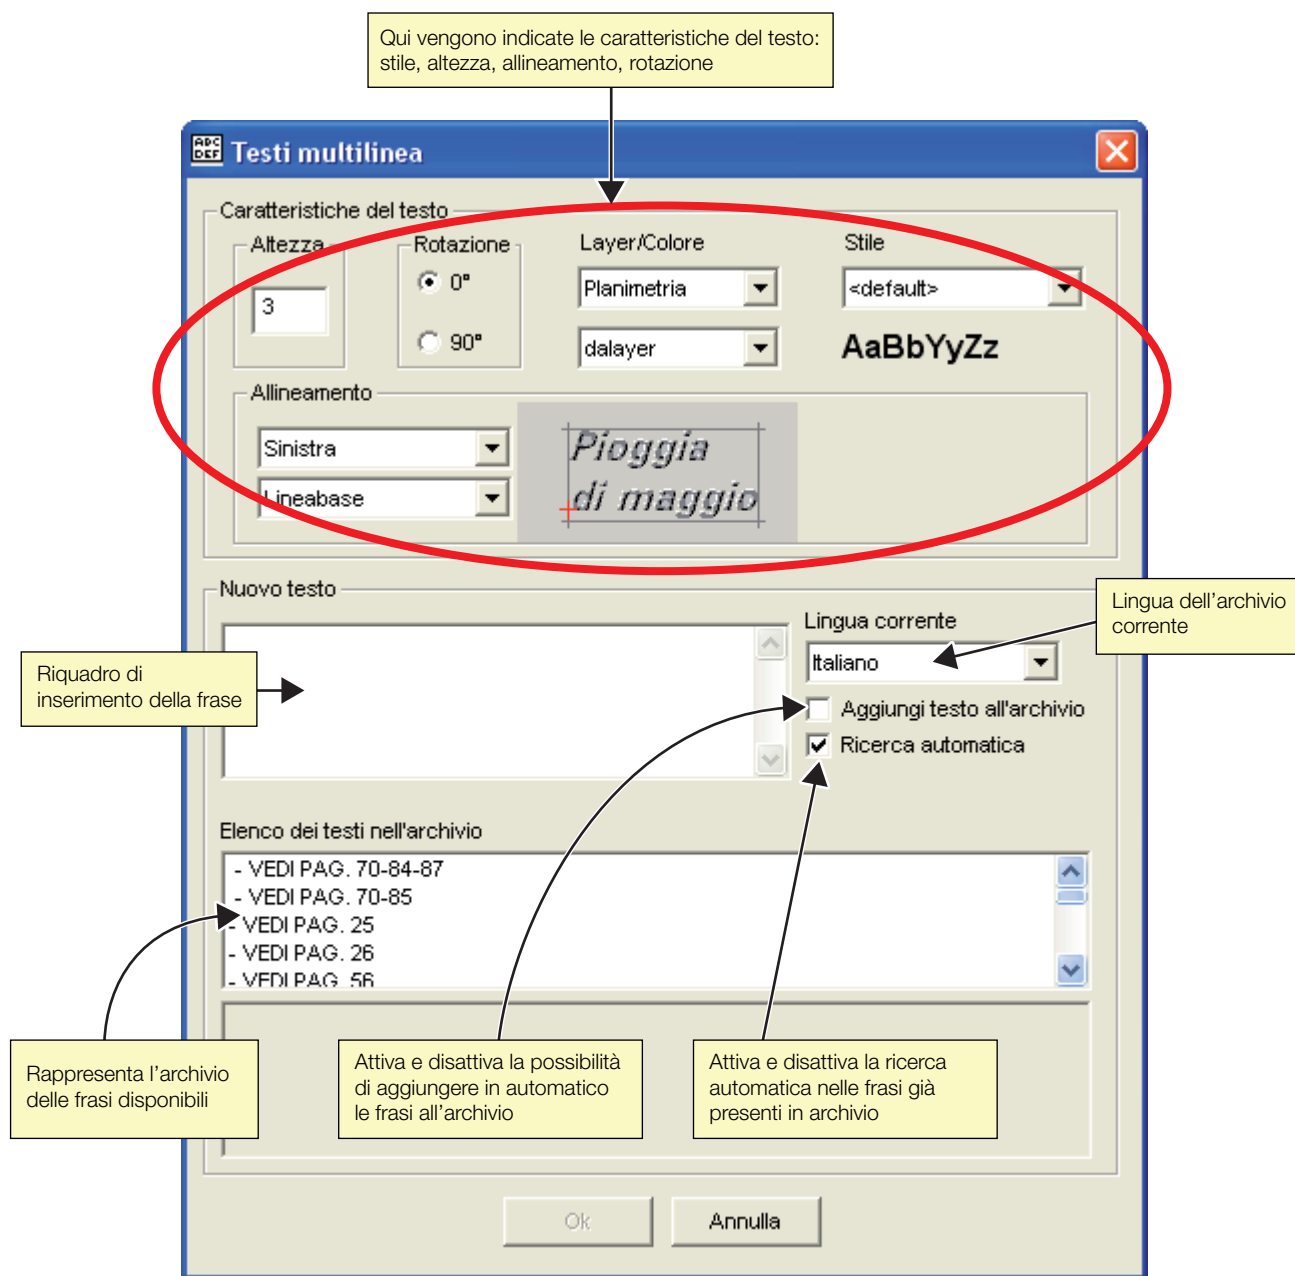 Qui vengono indicate le caratteristiche del testo:
stile, altezza, allineamento, rotazione
ABC
DEF
Testi multilinea
Caratteristiche del testo
Altezza
Rotazione
Layer/Colore
Stile
3
0°
90°
Planimetria
<default>
dalayer
AaBbYyZz
Allineamento
Sinistra
Lineabase
Pioggia
di maggio
Nuovo testo
Lingua corrente
Italiano
Lingua dell'archivio
corrente
Riquadro di
inserimento della frase
Aggiungi testo all'archivio
Ricerca automatica
Elenco dei testi nell'archivio
- VEDI PAG. 70-84-87
- VEDI PAG. 70-85
- VEDI PAG. 25
- VEDI PAG. 26
- VEDI PAG. 56
Rappresenta l'archivio
delle frasi disponibili
Attiva e disattiva la possibilità
di aggiungere in automatico
le frasi all'archivio
Attiva e disattiva la ricerca
automatica nelle frasi già
presenti in archivio
Ok
Annulla